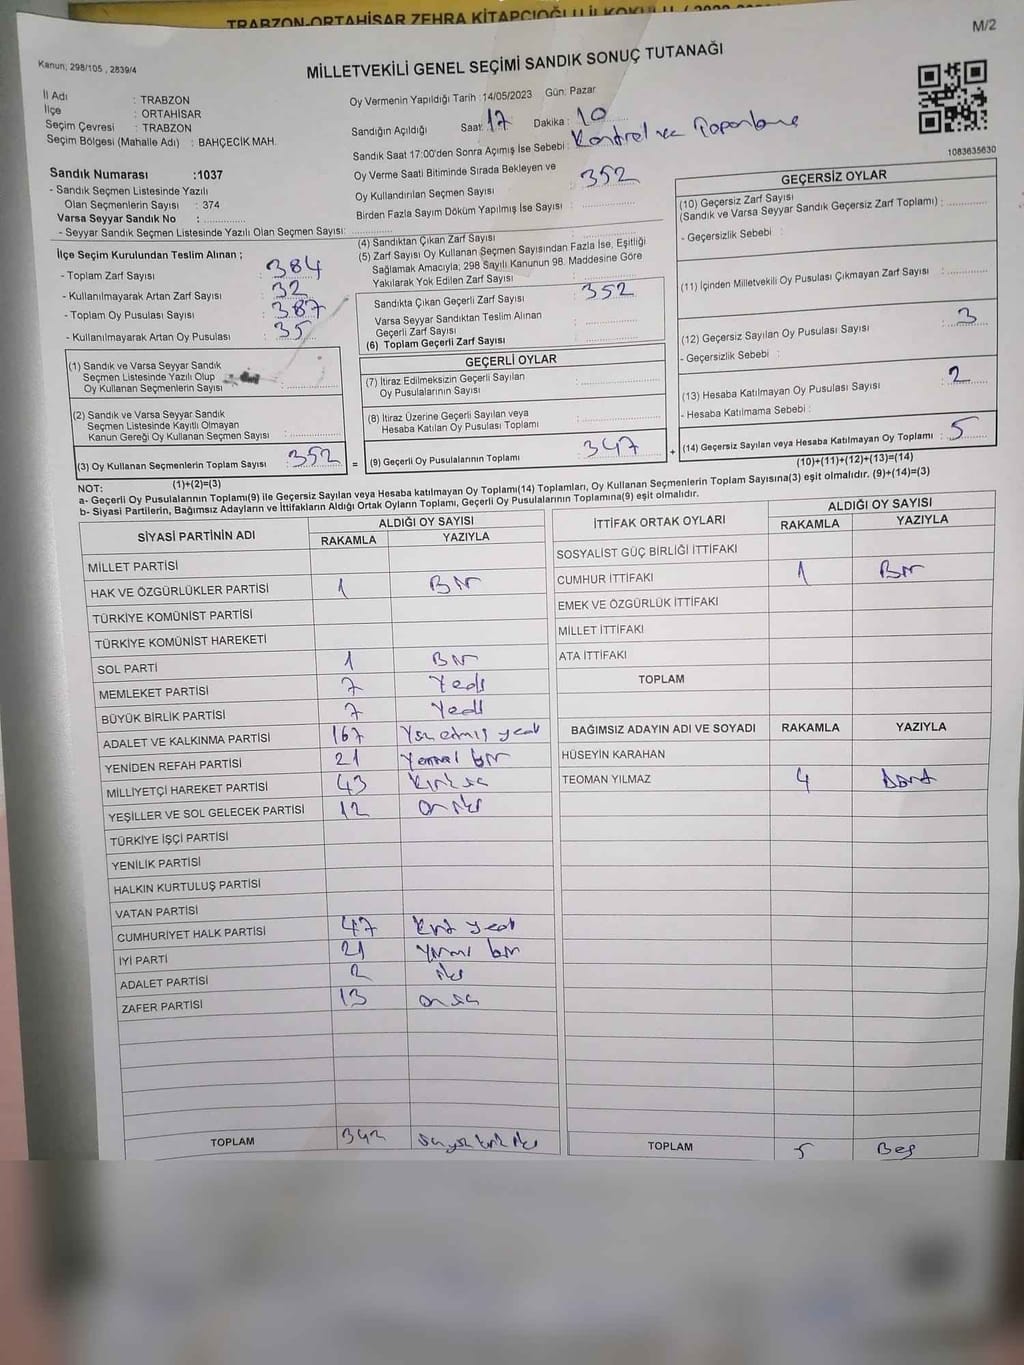 TRABZON-ORTAHİSAR ZEHRA KİTAPCIOĞLU İLKOKULU
M/2
Kanun; 298/105 , 2839/4
MİLLETVEKİLİ GENEL SEÇİMİ SANDIK SONUÇ TUTANAĞI
İl Adı : TRABZON
İlçe : ORTAHİSAR
Seçim Çevresi : TRABZON
Seçim Bölgesi (Mahalle Adı) : BAHÇECİK MAH.
Oy Vermenin Yapıldığı Tarih :14/05/2023 Gün: Pazar
Sandığın Açıldığı Saat: 17 Dakika : 10
Sandık Saat 17:00'den Sonra Açımış İse Sebebi : Kontrol ve
1083635630
Sandık Numarası :1037
- Sandık Seçmen Listesinde Yazılı
Olan Seçmenlerin Sayısı : 374
Varsa Seyyar Sandık No :
- Seyyar Sandık Seçmen Listesinde Yazılı Olan Seçmen Sayısı:
Oy Verme Saati Bitiminde Sırada Bekleyen ve
Oy Kullandırılan Seçmen Sayısı : 352
Birden Fazla Sayım Döküm Yapılmış İse Sayısı :
İlçe Seçim Kurulundan Teslim Alınan ;
- Toplam Zarf Sayısı : 384
- Kullanılmayarak Artan Zarf Sayısı : 32
- Toplam Oy Pusulası Sayısı : 387
- Kullanılmayarak Artan Oy Pusulası : 35
(4) Sandıktan Çıkan Zarf Sayısı :
(5) Zarf Sayısı Oy Kullanan Seçmen Sayısından Fazla İse, Eşitliği
Sağlamak Amacıyla; 298 Sayılı Kanunun 98. Maddesine Göre
Yakılarak Yok Edilen Zarf Sayısı :
Sandıkta Çıkan Geçerli Zarf Sayısı : 352
Varsa Seyyar Sandıktan Teslim Alınan
Geçerli Zarf Sayısı :
(6) Toplam Geçerli Zarf Sayısı :
GEÇERSİZ OYLAR
(10) Geçersiz Zarf Sayısı
(Sandık ve Varsa Seyyar Sandık Geçersiz Zarf Toplamı) :
- Geçersizlik Sebebi :
(11) İçinden Milletvekili Oy Pusulası Çıkmayan Zarf Sayısı :
(12) Geçersiz Sayılan Oy Pusulası Sayısı : 3
- Geçersizlik Sebebi :
(13) Hesaba Katılmayan Oy Pusulası Sayısı : 2
- Hesaba Katılmama Sebebi :
(14) Geçersiz Sayılan veya Hesaba Katılmayan Oy Toplamı : 5
(10)+(11)+(12)+(13)=(14)
(1) Sandık ve Varsa Seyyar Sandık
Seçmen Listesinde Yazılı Olup
Oy Kullanan Seçmenlerin Sayısı :
(2) Sandık ve Varsa Seyyar Sandık
Seçmen Listesinde Kayıtlı Olmayan
Kanun Gereği Oy Kullanan Seçmen Sayısı :
(3) Oy Kullanan Seçmenlerin Toplam Sayısı : 352
(1)+(2)=(3)
GEÇERLİ OYLAR
(7) İtiraz Edilmeksizin Geçerli Sayılan
Oy Pusulalarının Sayısı :
(8) İtiraz Üzerine Geçerli Sayılan veya
Hesaba Katılan Oy Pusulası Toplamı :
= (9) Geçerli Oy Pusulalarının Toplamı : 347 +
NOT:
a- Geçerli Oy Pusulalarının Toplamı(9) ile Geçersiz Sayılan veya Hesaba katılmayan Oy Toplamı(14) Toplamları, Oy Kullanan Seçmenlerin Toplam Sayısına(3) eşit olmalıdır. (9)+(14)=(3)
b- Siyasi Partilerin, Bağımsız Adayların ve İttifakların Aldığı Ortak Oyların Toplamı, Geçerli Oy Pusulalarının Toplamına(9) eşit olmalıdır.
SİYASİ PARTİNİN ADI ALDIĞI OY SAYISI
RAKAMLA YAZIYLA
MİLLET PARTİSİ
HAK VE ÖZGÜRLÜKLER PARTİSİ 1 Bir
TÜRKİYE KOMÜNİST PARTİSİ
TÜRKİYE KOMÜNİST HAREKETİ
SOL PARTİ 1 Bir
MEMLEKET PARTİSİ 7 Yedi
BÜYÜK BİRLİK PARTİSİ 7 Yedi
ADALET VE KALKINMA PARTİSİ 167 Yüz altmış yedi
YENİDEN REFAH PARTİSİ 21 Yirmi bir
MİLLİYETÇİ HAREKET PARTİSİ 43 Kırk üç
YEŞİLLER VE SOL GELECEK PARTİSİ 12 on iki
TÜRKİYE İŞÇİ PARTİSİ
YENİLİK PARTİSİ
HALKIN KURTULUŞ PARTİSİ
VATAN PARTİSİ
CUMHURİYET HALK PARTİSİ 47 Kırk yedi
İYİ PARTİ 21 Yirmi bir
ADALET PARTİSİ 2 iki
ZAFER PARTİSİ 13 on üç
TOPLAM 342
İTTİFAK ORTAK OYLARI ALDIĞI OY SAYISI
RAKAMLA YAZIYLA
SOSYALİST GÜÇ BİRLİĞİ İTTİFAKI
CUMHUR İTTİFAKI 1 Bir
EMEK VE ÖZGÜRLÜK İTTİFAKI
MİLLET İTTİFAKI
ATA İTTİFAKI
TOPLAM
BAĞIMSIZ ADAYIN ADI VE SOYADI RAKAMLA YAZIYLA
HÜSEYİN KARAHAN
TEOMAN YILMAZ 4 Dört
TOPLAM 5 Beş